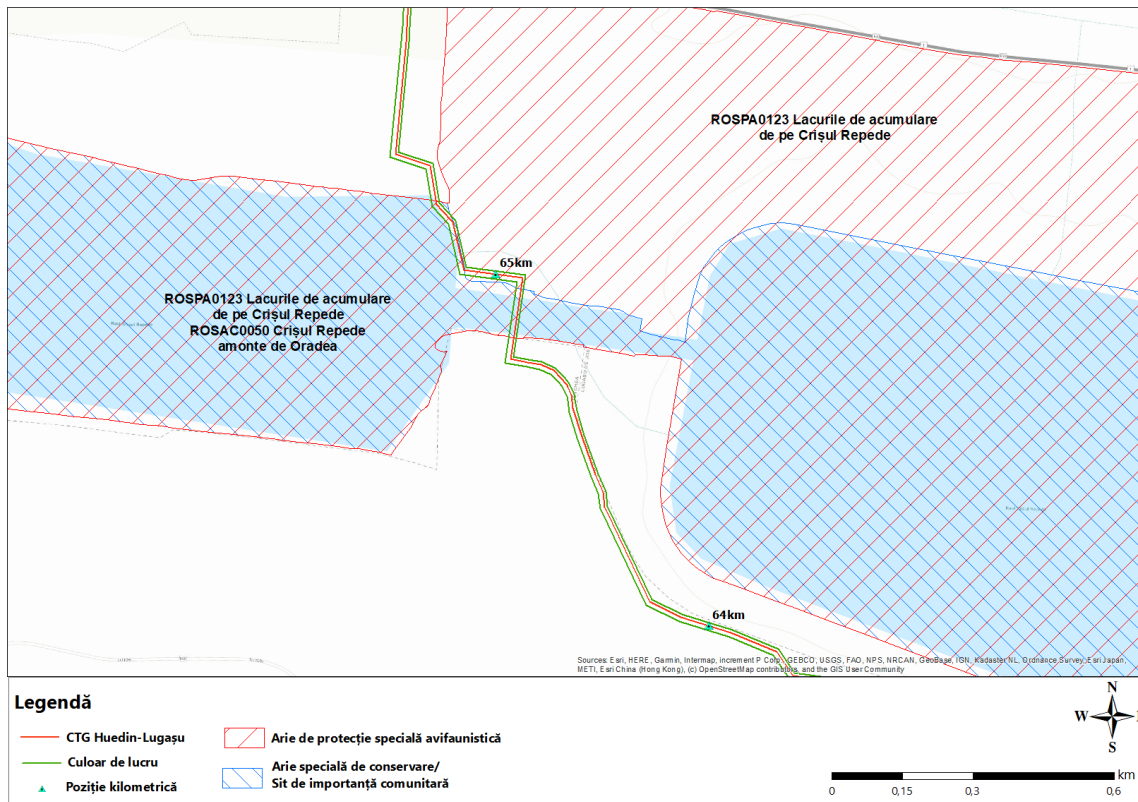 ROSPA0123 Lacurile de acumulare
de pe Crișul Repede
65km
ROSPA0123 Lacurile de acumulare
de pe Crișul Repede
ROSAC0050 Crișul Repede
amonte de Oradea
64km
Sources: Esri, HERE, Garmin, Intermap, increment P Corp., GEBCO, USGS, FAO, NPS, NRCAN, GeoBase, IGN, Kadaster NL, Ordnance Survey, Esri Japan,
METI, Esri China (Hong Kong), (c) OpenStreetMap contributors, and the GIS User Community
Legendă
CTG Huedin-Lugașu
Culoar de lucru
Poziție kilometrică
Arie de protecție specială avifaunistică
Arie specială de conservare/
Sit de importanță comunitară
N
W
S
km
0 0,15 0,3 0,6